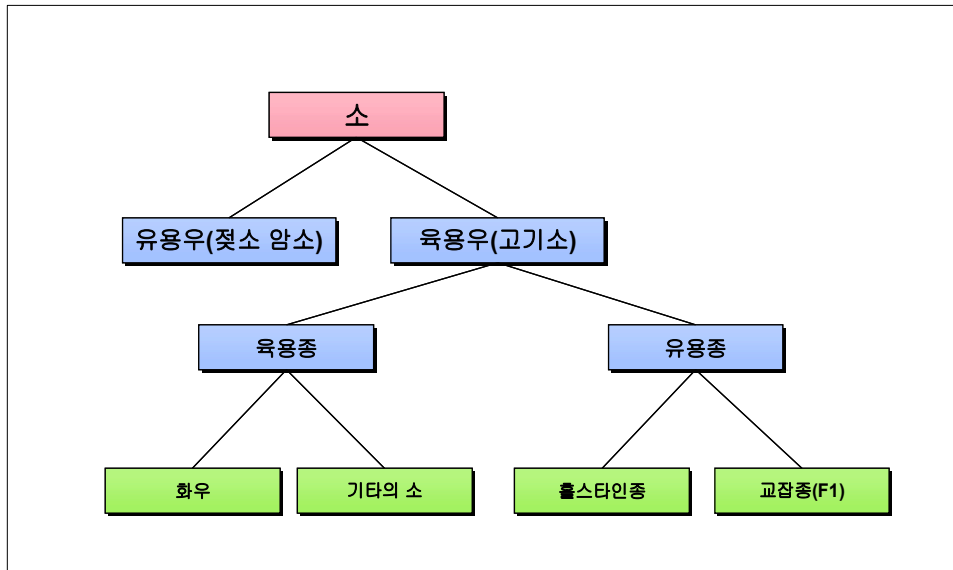 소
유용우(젖소 암소)
육용우(고기소)
육용종
유용종
화우
기타의 소
홀스타인종
교잡종(F1)